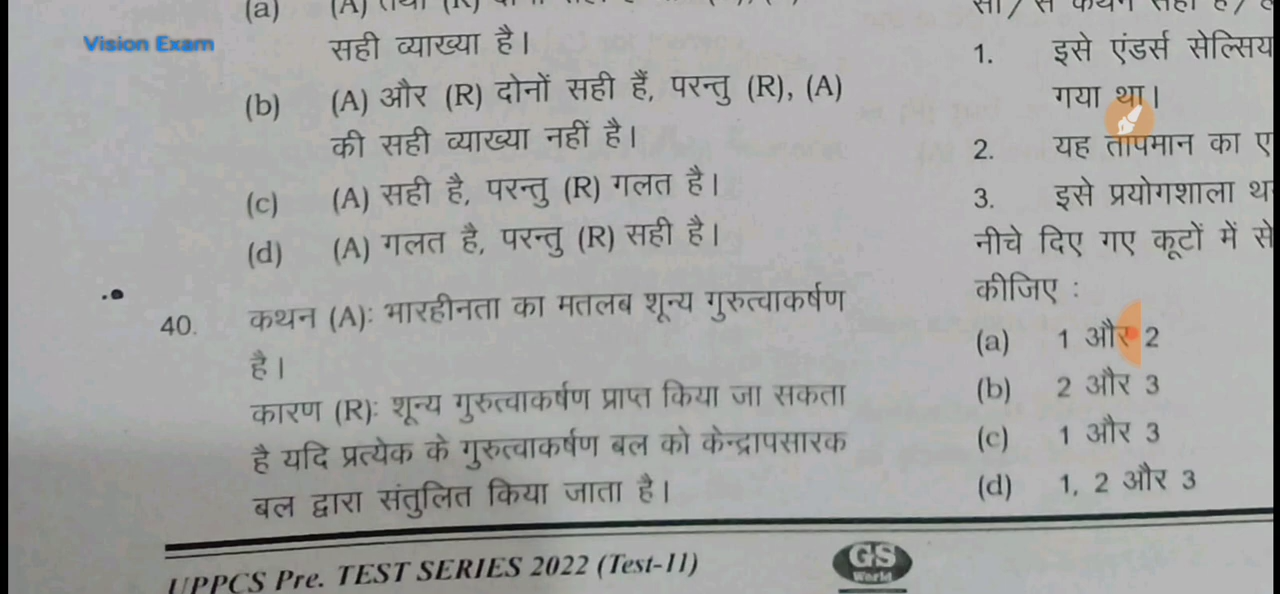 Vision Exam
(a)
सही व्याख्या है।
(b) (A) और (R) दोनों सही हैं, परन्तु (R), (A)
की सही व्याख्या नहीं है।
(c) (A) सही है, परन्तु (R) गलत है।
(d) (A) गलत है, परन्तु (R) सही है।
40. कथन (A): भारहीनता का मतलब शून्य गुरुत्वाकर्षण
है।
कारण (R): शून्य गुरुत्वाकर्षण प्राप्त किया जा सकता
है यदि प्रत्येक के गुरुत्वाकर्षण बल को केन्द्रापसारक
बल द्वारा संतुलित किया जाता है।
1. इसे एंडर्स सेल्सिय
गया था।
2. यह तापमान का ए
3. इसे प्रयोगशाला
नीचे दिए गए कूटों में से
कीजिए :
(a) 1 और 2
(b) 2 और 3
(c) 1 और 3
(d) 1, 2 और 3
UPPCS Pre. TEST SERIES 2022 (Test-11)
GS
World